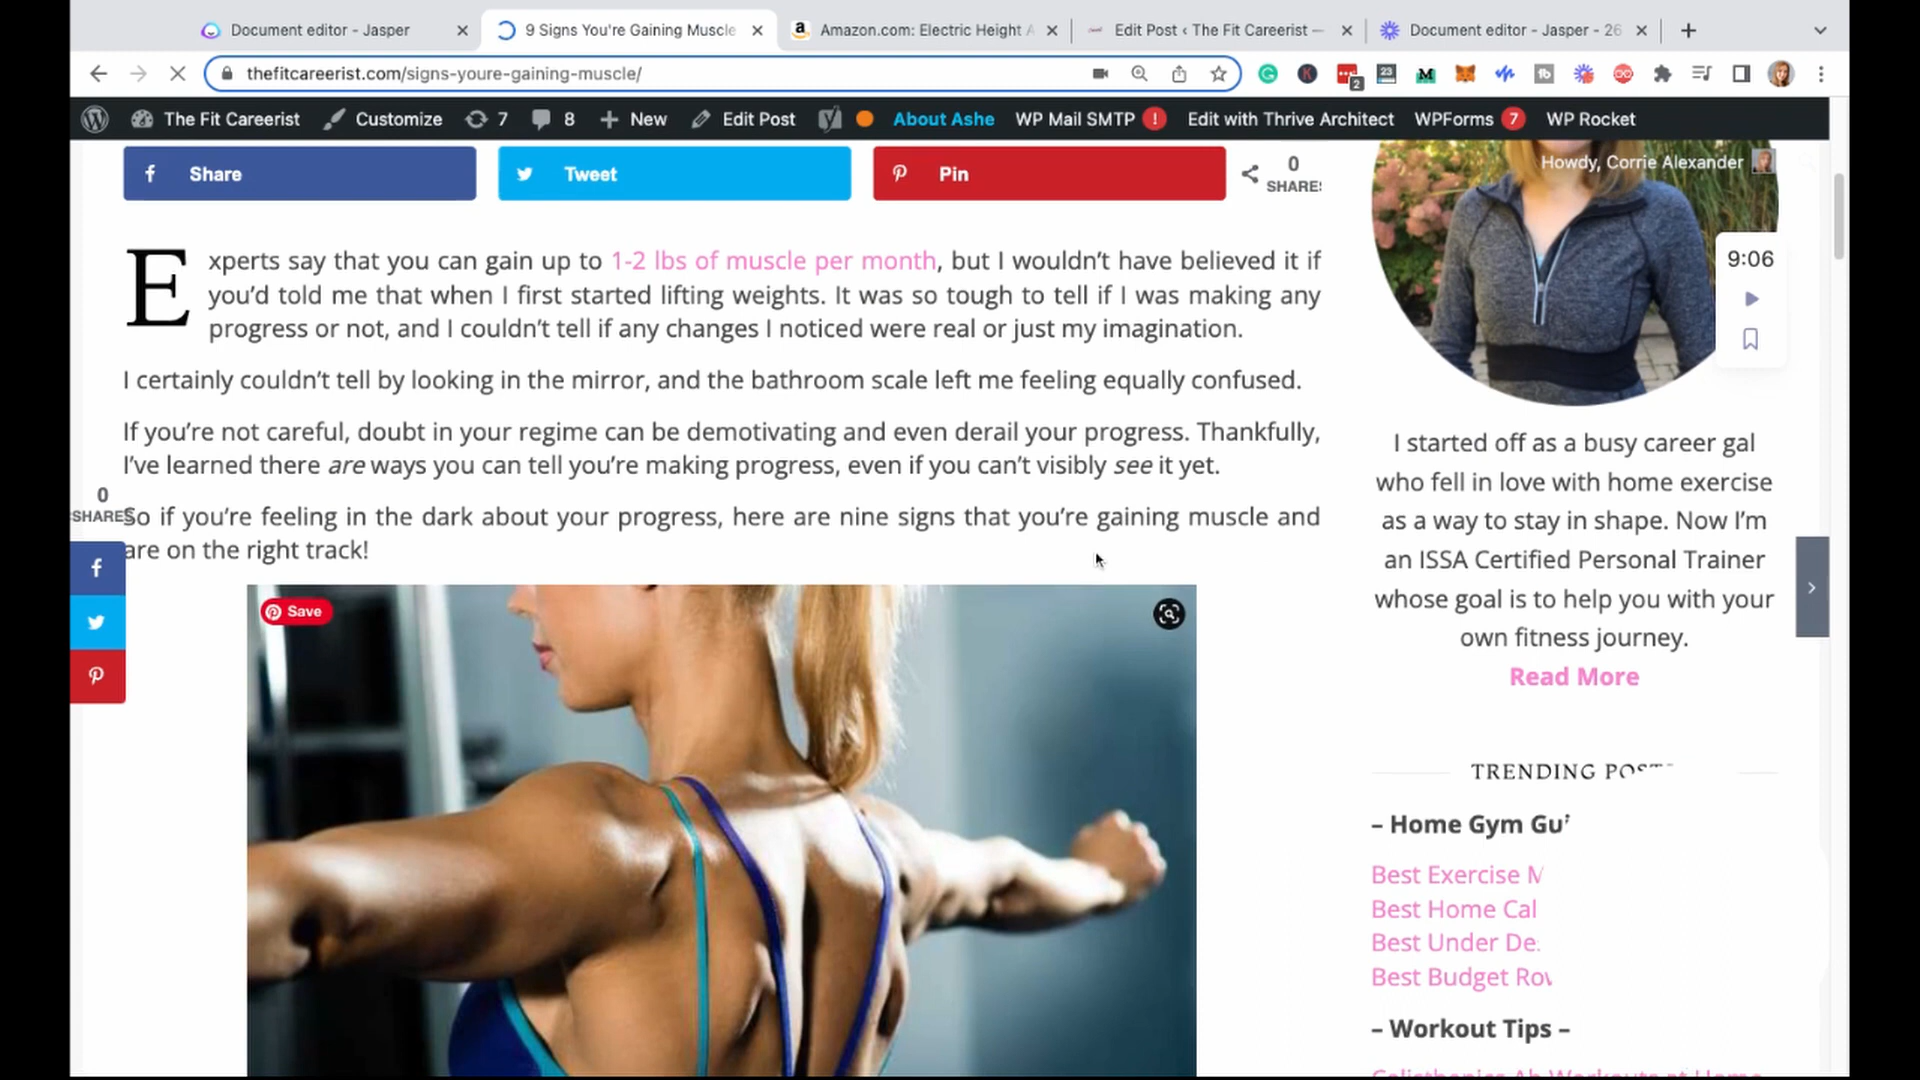 Document editor - Jasper
9 Signs You're Gaining Muscle
Amazon.com: Electric Height
Edit Post ‹ The Fit Careerist —
Document editor - Jasper - 26
thefitcareerist.com/signs-youre-gaining-muscle/
The Fit Careerist
Customize
7
8
New
Edit Post
About Ashe
WP Mail SMTP !
Edit with Thrive Architect
WPForms 7
WP Rocket
Howdy, Corrie Alexander
Share
Tweet
Pin
0
SHARES
9:06
Experts say that you can gain up to 1-2 lbs of muscle per month, but I wouldn't have believed it if
you'd told me that when I first started lifting weights. It was so tough to tell if I was making any
progress or not, and I couldn't tell if any changes I noticed were real or just my imagination.
I certainly couldn't tell by looking in the mirror, and the bathroom scale left me feeling equally confused.
If you're not careful, doubt in your regime can be demotivating and even derail your progress. Thankfully,
I've learned there are ways you can tell you're making progress, even if you can't visibly see it yet.
So if you're feeling in the dark about your progress, here are nine signs that you're gaining muscle and
are on the right track!
0
SHARES
Save
I started off as a busy career gal
who fell in love with home exercise
as a way to stay in shape. Now I'm
an ISSA Certified Personal Trainer
whose goal is to help you with your
own fitness journey.
Read More
TRENDING POST
– Home Gym Gu
Best Exercise M
Best Home Cal
Best Under De
Best Budget Row
– Workout Tips –
Calisthenics Ab Workouts at Home